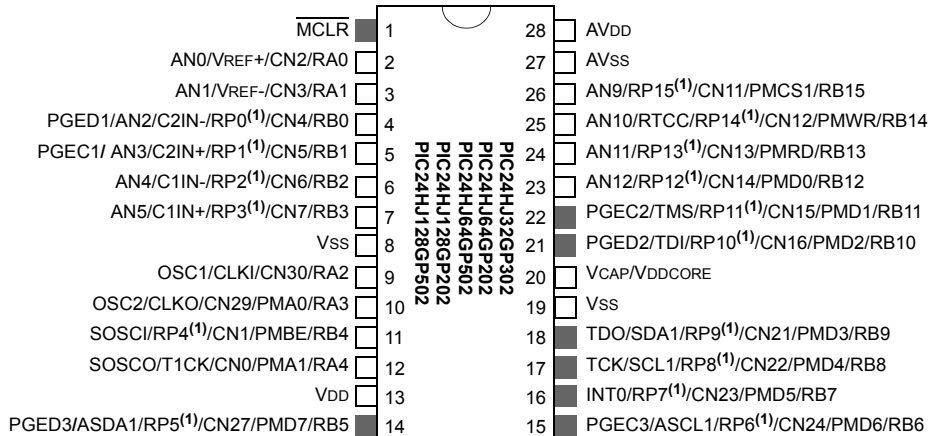 MCLR 1 28 AVDD
AN0/VREF+/CN2/RA0 2 27 AVSS
AN1/VREF-/CN3/RA1 3 26 AN9/RP15(1)/CN11/PMCS1/RB15
PGED1/AN2/C2IN-/RP0(1)/CN4/RB0 4 25 AN10/RTCC/RP14(1)/CN12/PMWR/RB14
PGEC1/ AN3/C2IN+/RP1(1)/CN5/RB1 5 24 AN11/RP13(1)/CN13/PMRD/RB13
AN4/C1IN-/RP2(1)/CN6/RB2 6 23 AN12/RP12(1)/CN14/PMD0/RB12
AN5/C1IN+/RP3(1)/CN7/RB3 7 22 PGEC2/TMS/RP11(1)/CN15/PMD1/RB11
VSS 8 21 PGED2/TDI/RP10(1)/CN16/PMD2/RB10
OSC1/CLKI/CN30/RA2 9 20 VCAP/VDDCORE
OSC2/CLKO/CN29/PMA0/RA3 10 19 VSS
SOSCI/RP4(1)/CN1/PMBE/RB4 11 18 TDO/SDA1/RP9(1)/CN21/PMD3/RB9
SOSCO/T1CK/CN0/PMA1/RA4 12 17 TCK/SCL1/RP8(1)/CN22/PMD4/RB8
VDD 13 16 INT0/RP7(1)/CN23/PMD5/RB7
PGED3/ASDA1/RP5(1)/CN27/PMD7/RB5 14 15 PGEC3/ASCL1/RP6(1)/CN24/PMD6/RB6
PIC24HJ32GP302
PIC24HJ64GP202
PIC24HJ64GP502
PIC24HJ128GP202
PIC24HJ128GP502